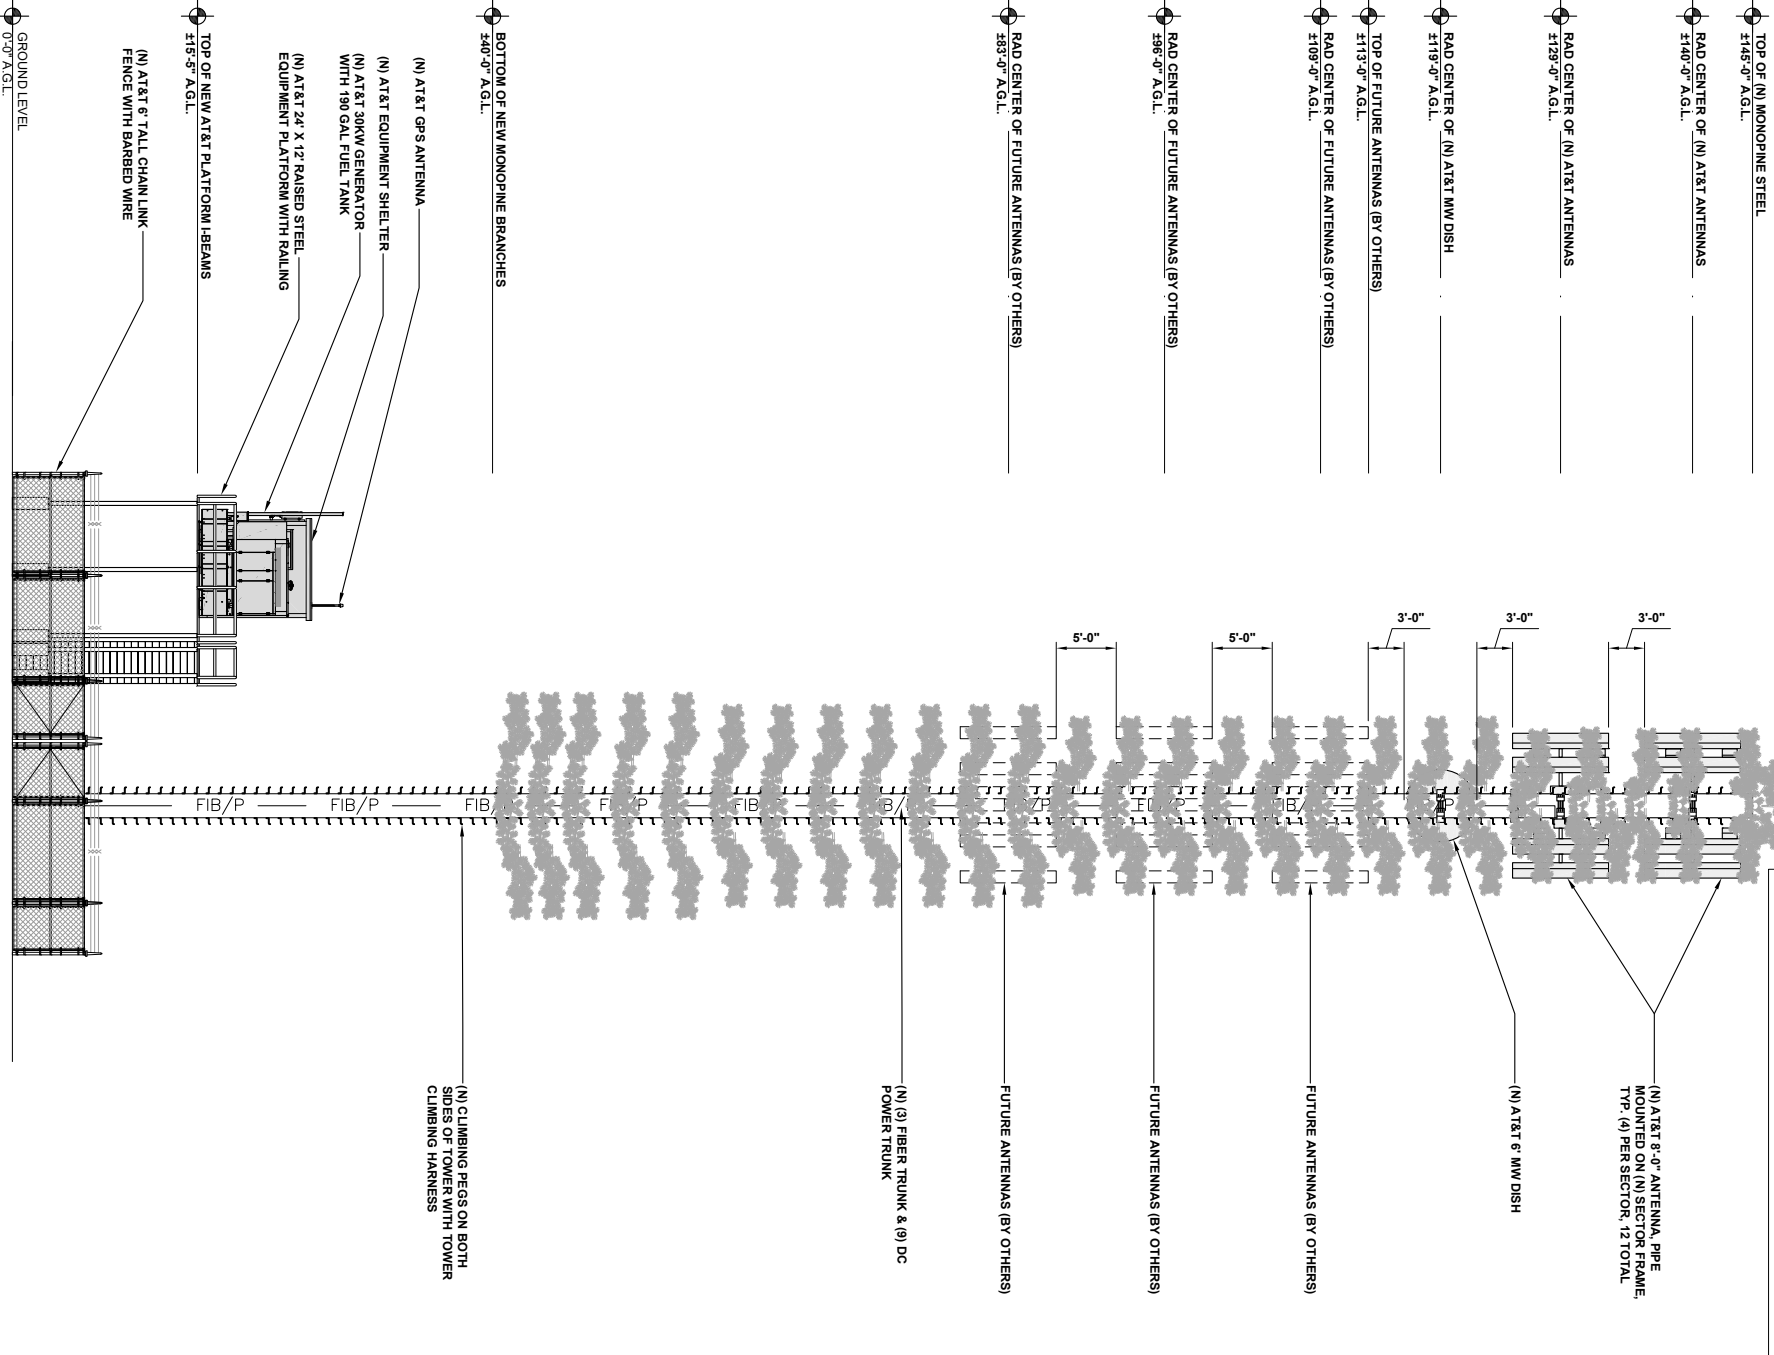 TOP OF (N) MONOPINE STEEL
±145'-0" A.G.L.
RAD CENTER OF (N) AT&T ANTENNAS
±140'-0" A.G.L.
RAD CENTER OF (N) AT&T ANTENNAS
±129'-0" A.G.L.
RAD CENTER OF (N) AT&T MW DISH
±119'-0" A.G.L.
TOP OF FUTURE ANTENNAS (BY OTHERS)
±113'-0" A.G.L.
RAD CENTER OF FUTURE ANTENNAS (BY OTHERS)
±109'-0" A.G.L.
RAD CENTER OF FUTURE ANTENNAS (BY OTHERS)
±96'-0" A.G.L.
RAD CENTER OF FUTURE ANTENNAS (BY OTHERS)
±83'-0" A.G.L.
BOTTOM OF NEW MONOPINE BRANCHES
±40'-0" A.G.L.
(N) AT&T GPS ANTENNA
(N) AT&T EQUIPMENT SHELTER
(N) AT&T 30KW GENERATOR
WITH 190 GAL FUEL TANK
(N) AT&T 24' X 12' RAISED STEEL
EQUIPMENT PLATFORM WITH RAILING
TOP OF NEW AT&T PLATFORM I-BEAMS
±15'-5" A.G.L.
(N) AT&T 6' TALL CHAIN LINK
FENCE WITH BARBED WIRE
GROUND LEVEL
0'-0" A.G.L.
3'-0"
3'-0"
3'-0"
5'-0"
5'-0"
FIB/P
FIB/P
FIB/
(N) AT&T 8'-0" ANTENNA, PIPE
MOUNTED ON (N) SECTOR FRAME,
TYP. (4) PER SECTOR, 12 TOTAL
(N) AT&T 6' MW DISH
FUTURE ANTENNAS (BY OTHERS)
FUTURE ANTENNAS (BY OTHERS)
FUTURE ANTENNAS (BY OTHERS)
(N) (3) FIBER TRUNK & (9) DC
POWER TRUNK
(N) CLIMBING PEGS ON BOTH
SIDES OF TOWER WITH TOWER
CLIMBING HARNESS